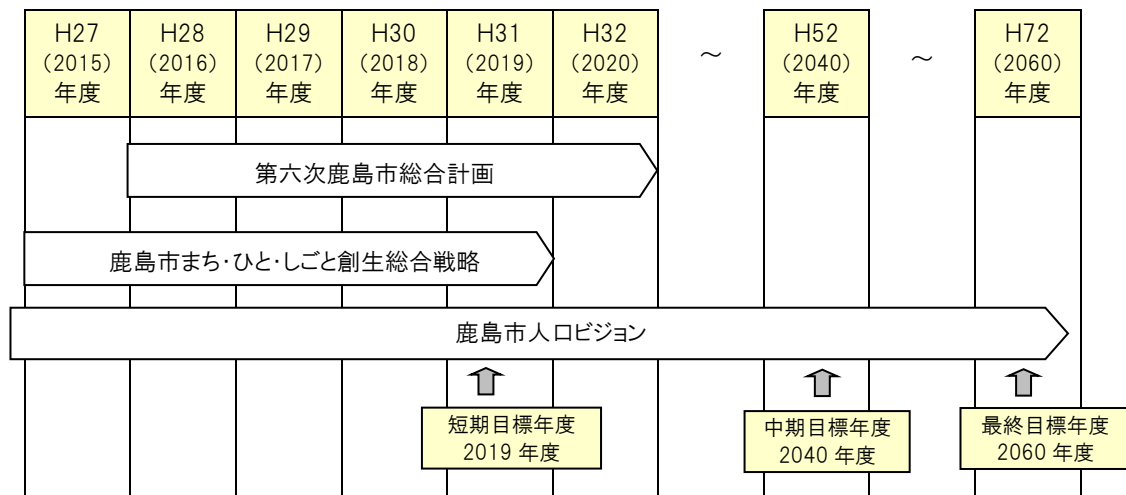 H27
(2015)
年度
H28
(2016)
年度
H29
(2017)
年度
H30
(2018)
年度
H31
(2019)
年度
H32
(2020)
年度
～
H52
(2040)
年度
～
H72
(2060)
年度
第六次鹿島市総合計画
鹿島市まち・ひと・しごと創生総合戦略
鹿島市人口ビジョン
短期目標年度
2019 年度
中期目標年度
2040 年度
最終目標年度
2060 年度